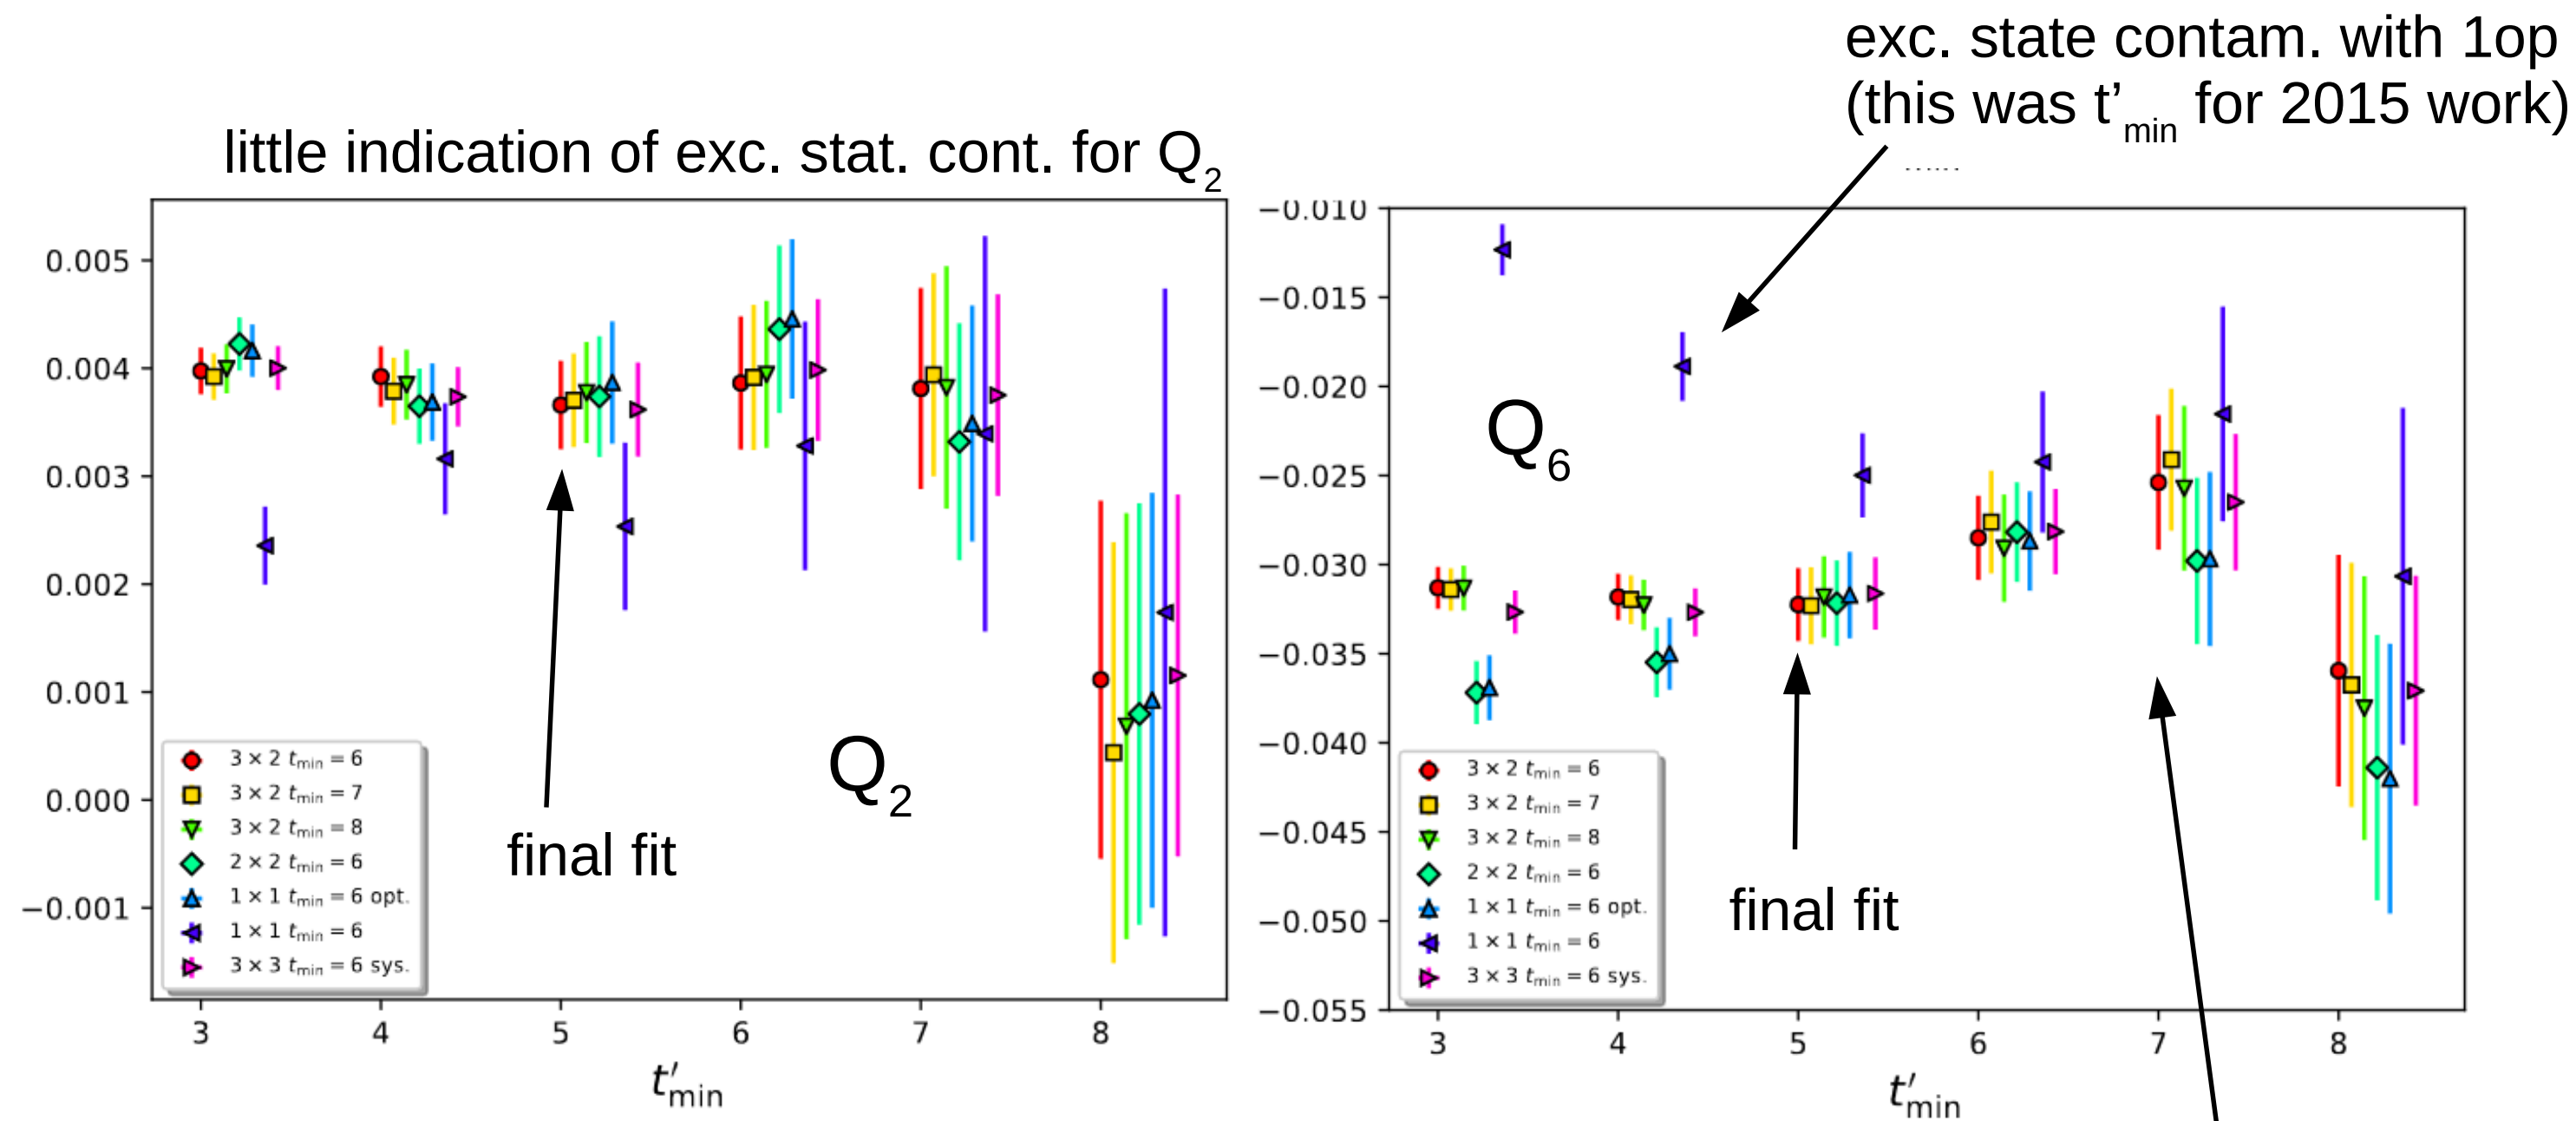 exc. state contam. with 1op
(this was t’min for 2015 work)
little indication of exc. stat. cont. for Q2
0.005
0.004
0.003
0.002
0.001
0.000
−0.001
3 × 2 tmin = 6
3 × 2 tmin = 7
3 × 2 tmin = 8
2 × 2 tmin = 6
1 × 1 tmin = 6 opt.
1 × 1 tmin = 6
3 × 3 tmin = 6 sys.
final fit
Q2
3 4 5 6 7 8
t′min
−0.010
−0.015
−0.020
−0.025
−0.030
−0.035
−0.040
−0.045
−0.050
−0.055
Q6
3 × 2 tmin = 6
3 × 2 tmin = 7
3 × 2 tmin = 8
2 × 2 tmin = 6
1 × 1 tmin = 6 opt.
1 × 1 tmin = 6
3 × 3 tmin = 6 sys.
final fit
3 4 5 6 7 8
t′min